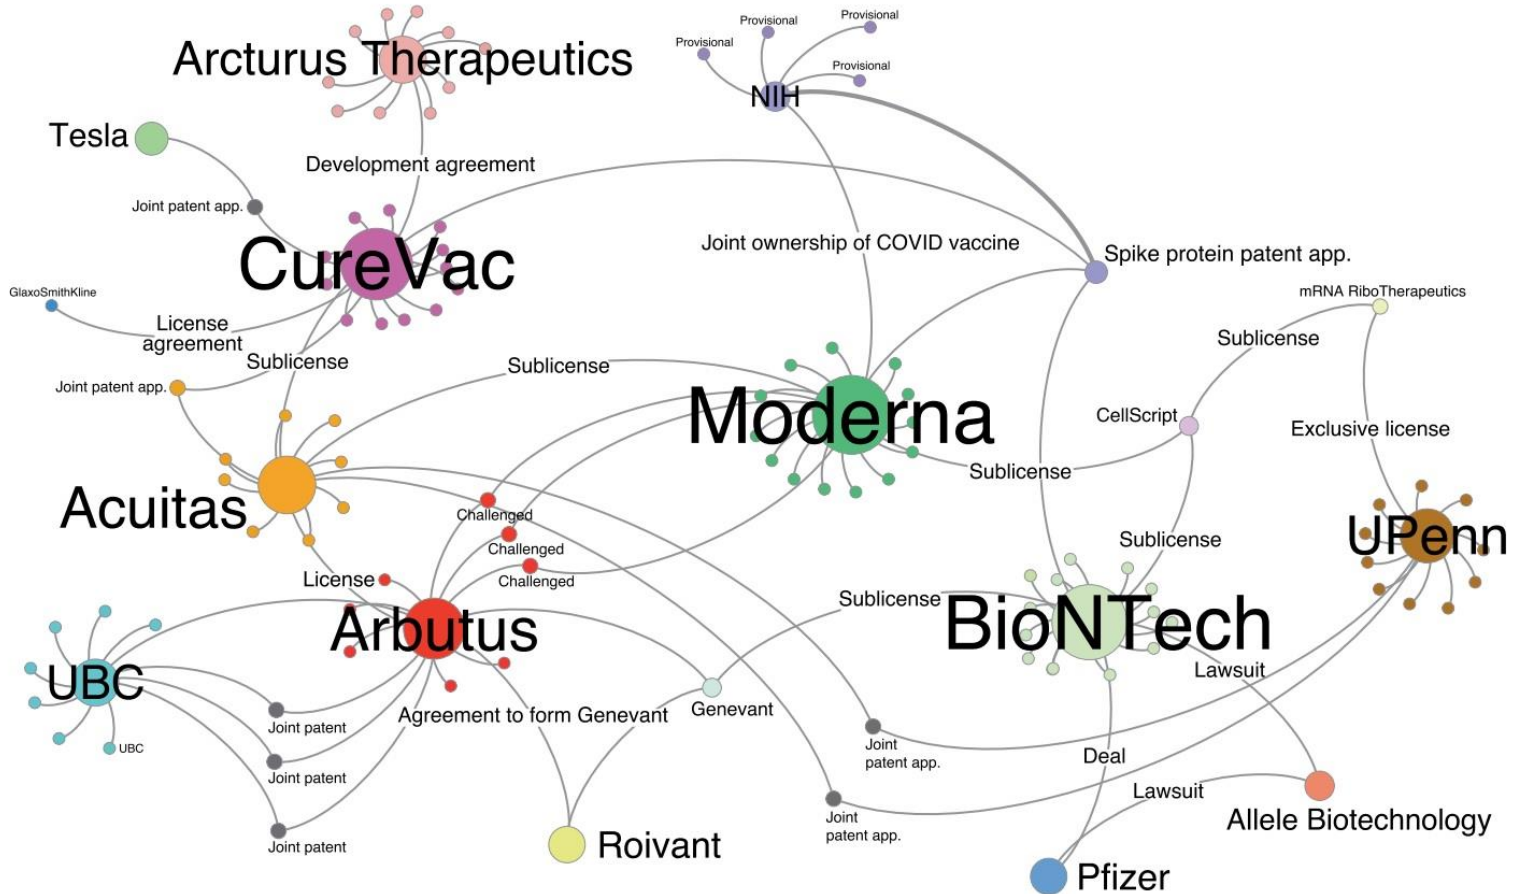 Provisional
Provisional
Provisional
Arcturus Therapeutics
Provisional
NIH
Tesla
Development agreement
Joint patent app.
Joint ownership of COVID vaccine
Spike protein patent app.
CureVac
GlaxoSmithKline
mRNA RiboTherapeutics
License
agreement
Sublicense
Sublicense
Sublicense
Joint patent app.
Moderna
CellScript
Exclusive license
Sublicense
Acuitas
Challenged
Challenged
Challenged
Sublicense
UPenn
License
Sublicense
Arbutus
BioNTech
UBC
Lawsuit
Genevant
Agreement to form Genevant
Joint patent
UBC
Joint
patent app.
Deal
Joint patent
Lawsuit
Joint
patent app.
Allele Biotechnology
Joint patent
Roivant
Pfizer